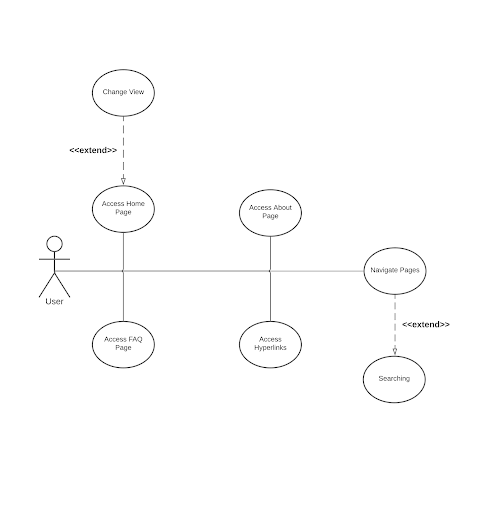 Change View
<<extend>>
Access Home
Page
Access About
Page
Navigate Pages
User
<<extend>>
Access FAQ
Page
Access
Hyperlinks
Searching